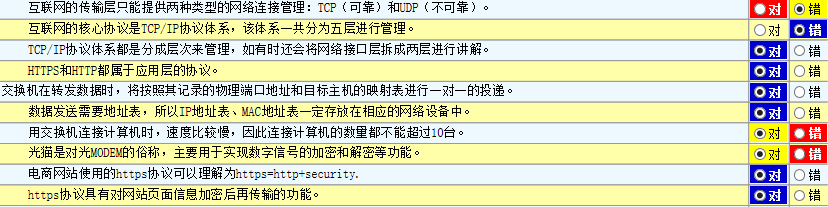 互联网的传输层只能提供两种类型的网络连接管理：TCP（可靠）和UDP（不可靠）。 对 错
互联网的核心协议是TCP/IP协议体系，该体系一共分为五层进行管理。 对 错
TCP/IP协议体系都是分成层次来管理，如有时还会将网络接口层拆成两层进行讲解。 对 错
HTTPS和HTTP都属于应用层的协议。 对 错
交换机在转发数据时，将按照其记录的物理端口地址和目标主机的映射表进行一对一的投递。 对 错
数据发送需要地址表，所以IP地址表、MAC地址表一定存放在相应的网络设备中。 对 错
用交换机连接计算机时，速度比较慢，因此连接计算机的数量都不能超过10台。 对 错
光猫是对光MODEM的俗称，主要用于实现数字信号的加密和解密等功能。 对 错
电商网站使用的https协议可以理解为https=http+security. 对 错
https协议具有对网站页面信息加密后再传输的功能。 对 错